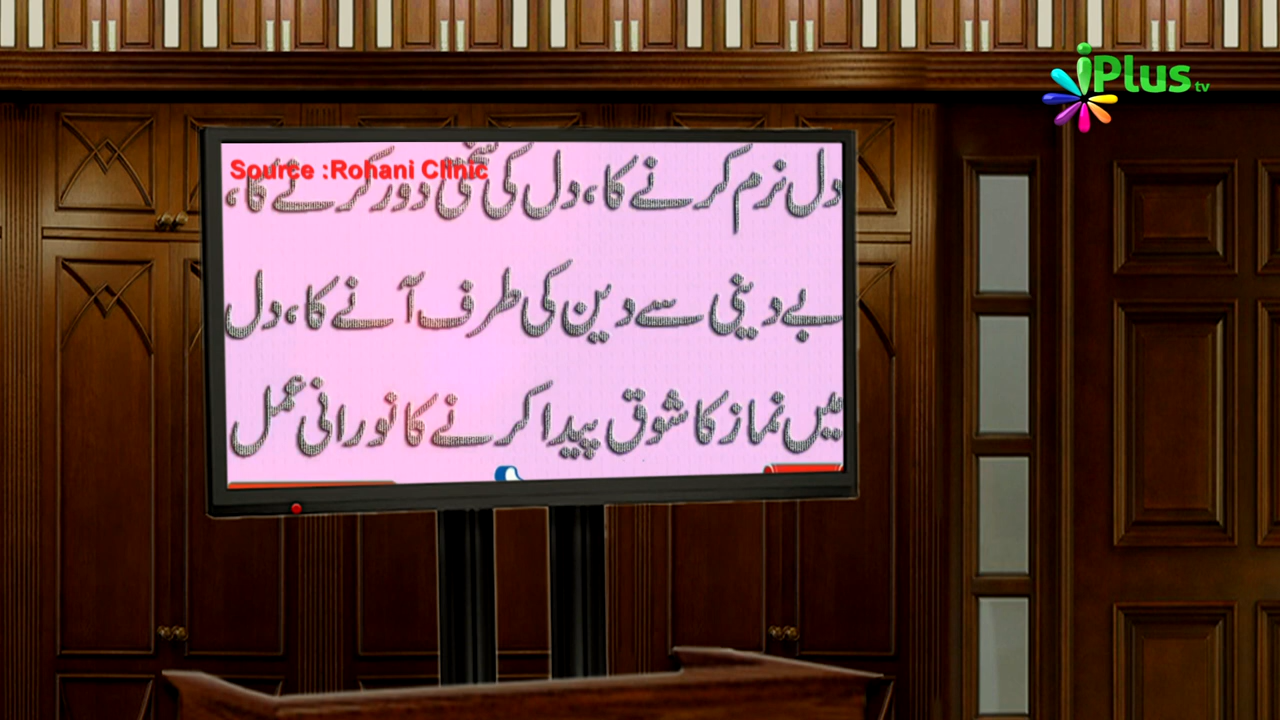 iPlus tv
Source :Rohani Clinic
دل نرم کرنے کا، دل کی سختی دور کرنے کا،
بے دینی سے دین کی طرف آنے کا، دل
میں نماز کا شوق پیدا کرنے کا نورانی عمل